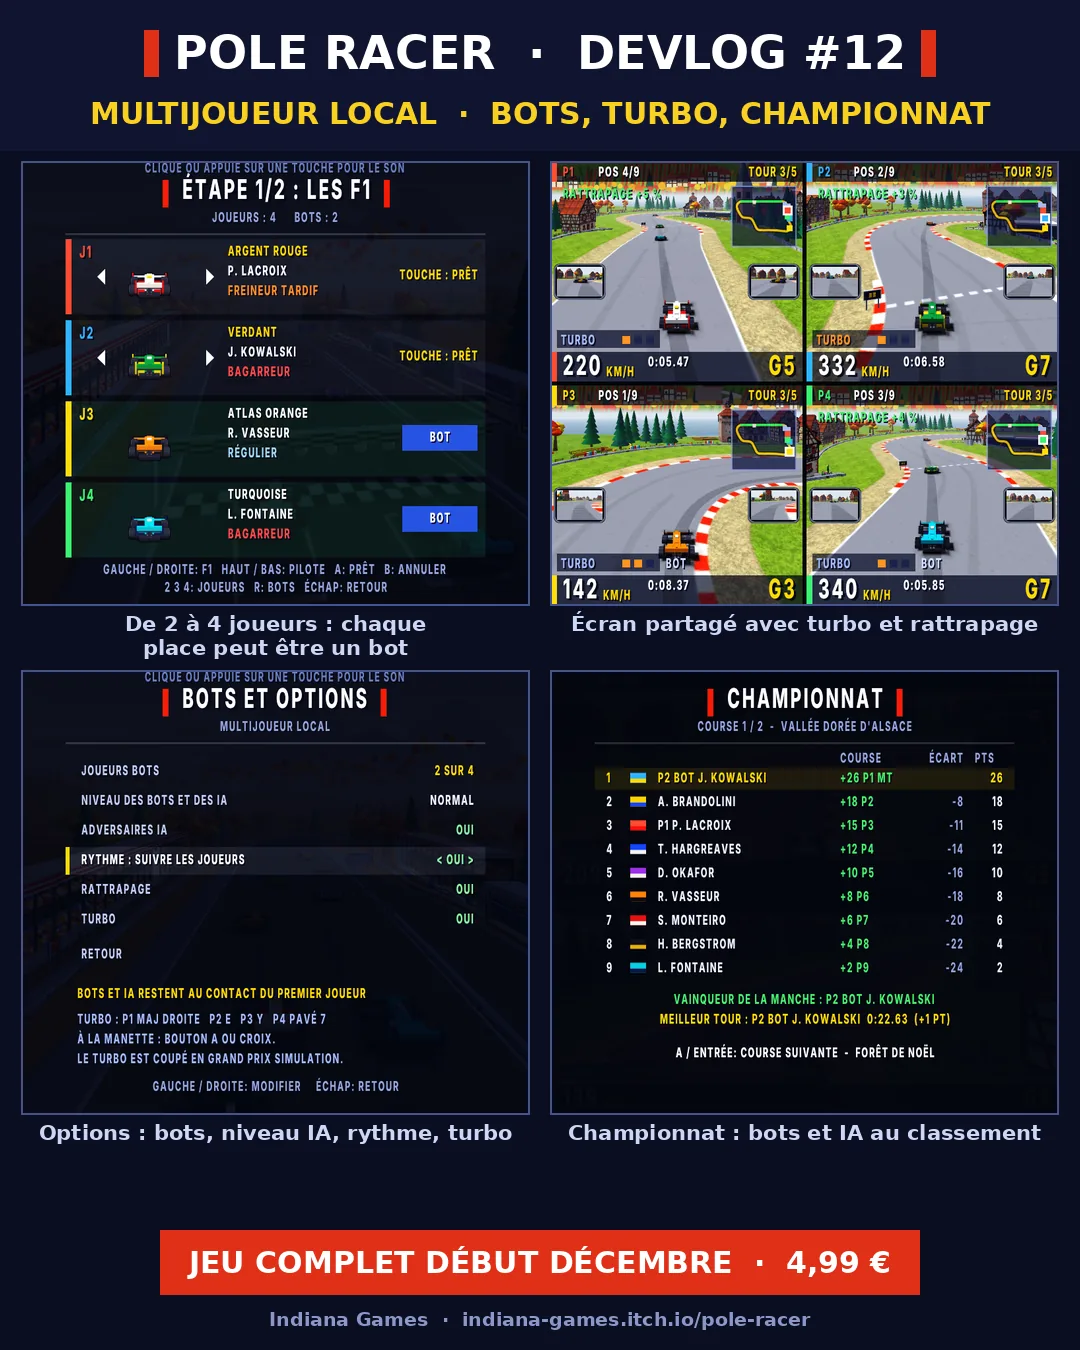 POLE RACER · DEVLOG #12
MULTIJOUEUR LOCAL · BOTS, TURBO, CHAMPIONNAT
CLIQUE OU APPUIE SUR UNE TOUCHE POUR LE SON
ÉTAPE 1/2 : LES F1
JOUEURS : 4 BOTS : 2
J1
ARGENT ROUGE
P. LACROIX
FREINEUR TARDIF
TOUCHE : PRÊT
J2
VERDANT
J. KOWALSKI
BAGARREUR
TOUCHE : PRÊT
J3
ATLAS ORANGE
R. VASSEUR
RÉGULIER
BOT
J4
TURQUOISE
L. FONTAINE
BAGARREUR
BOT
GAUCHE / DROITE: F1 HAUT / BAS: PILOTE A: PRÊT B: ANNULER
2 3 4: JOUEURS R: BOTS ÉCHAP: RETOUR
De 2 à 4 joueurs : chaque
place peut être un bot
P1 POS 4/9 TOUR 3/5
RATTRAPAGE +5 %
TURBO
220 KM/H 0:05.47 G5
P2 POS 2/9 TOUR 3/5
RATTRAPAGE +3 %
TURBO
332 KM/H 0:06.58 G7
P3 POS 1/9 TOUR 3/5
TURBO BOT
142 KM/H 0:08.37 G3
P4 POS 3/9 TOUR 3/5
RATTRAPAGE +4 %
TURBO BOT
340 KM/H 0:05.85 G7
Écran partagé avec turbo et rattrapage
CLIQUE OU APPUIE SUR UNE TOUCHE POUR LE SON
BOTS ET OPTIONS
MULTIJOUEUR LOCAL
JOUEURS BOTS 2 SUR 4
NIVEAU DES BOTS ET DES IA NORMAL
ADVERSAIRES IA OUI
RYTHME : SUIVRE LES JOUEURS < OUI >
RATTRAPAGE OUI
TURBO OUI
RETOUR
BOTS ET IA RESTENT AU CONTACT DU PREMIER JOUEUR
TURBO : P1 MAJ DROITE P2 E P3 Y P4 PAVÉ 7
À LA MANETTE : BOUTON A OU CROIX.
LE TURBO EST COUPÉ EN GRAND PRIX SIMULATION.
GAUCHE / DROITE: MODIFIER ÉCHAP: RETOUR
Options : bots, niveau IA, rythme, turbo
CHAMPIONNAT
COURSE 1 / 2 - VALLÉE DORÉE D'ALSACE
COURSE ÉCART PTS
1 P2 BOT J. KOWALSKI +26 P1 MT 26
2 A. BRANDOLINI +18 P2 -8 18
3 P1 P. LACROIX +15 P3 -11 15
4 T. HARGREAVES +12 P4 -14 12
5 D. OKAFOR +10 P5 -16 10
6 R. VASSEUR +8 P6 -18 8
7 S. MONTEIRO +6 P7 -20 6
8 H. BERGSTROM +4 P8 -22 4
9 L. FONTAINE +2 P9 -24 2
VAINQUEUR DE LA MANCHE : P2 BOT J. KOWALSKI
MEILLEUR TOUR : P2 BOT J. KOWALSKI 0:22.63 (+1 PT)
A / ENTRÉE: COURSE SUIVANTE - FORÊT DE NOËL
Championnat : bots et IA au classement
JEU COMPLET DÉBUT DÉCEMBRE · 4,99 €
Indiana Games · indiana-games.itch.io/pole-racer